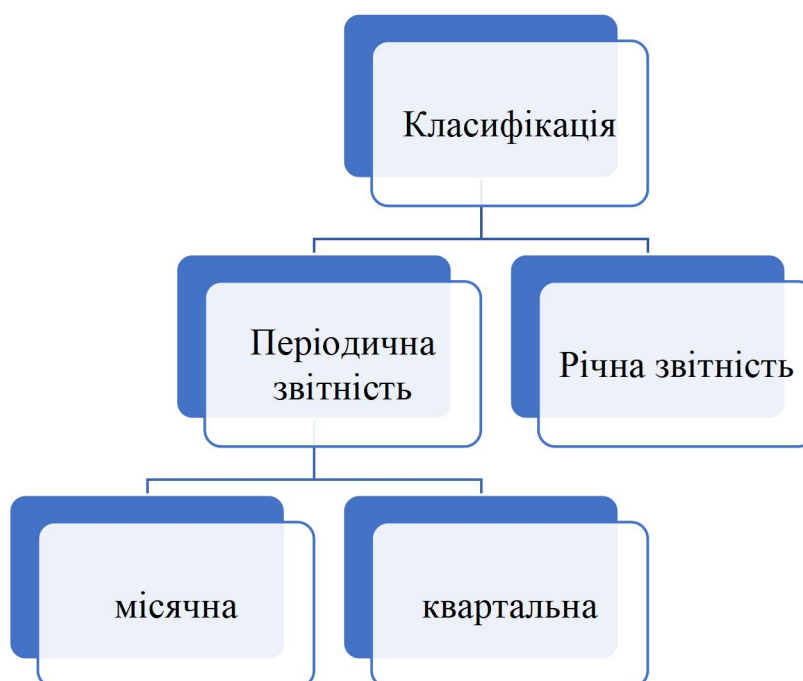 Класифікація
Періодична
звітність
Річна звітність
місячна
квартальна